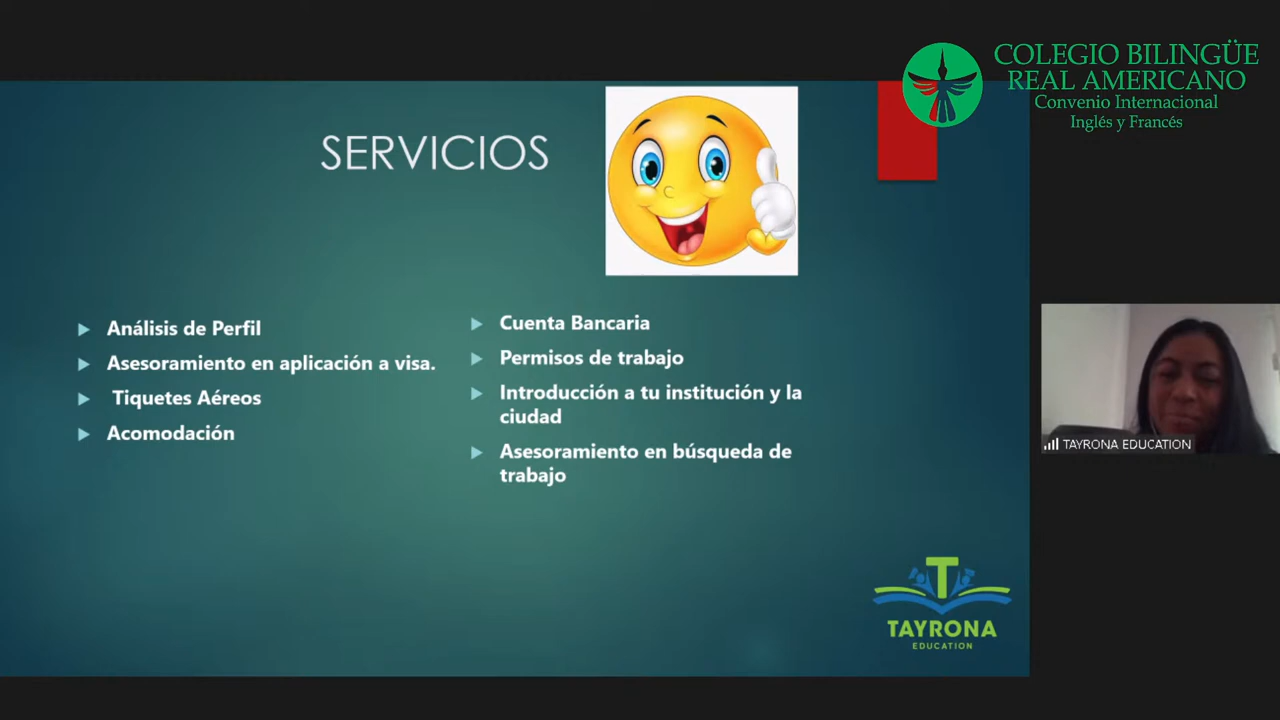 COLEGIO BILINGÜE
REAL AMERICANO
Convenio Internacional
Inglés y Francés
SERVICIOS
Análisis de Perfil
Asesoramiento en aplicación a visa.
Tiquetes Aéreos
Acomodación
Cuenta Bancaria
Permisos de trabajo
Introducción a tu institución y la
ciudad
Asesoramiento en búsqueda de
trabajo
TAYRONA EDUCATION
TAYRONA
EDUCATION